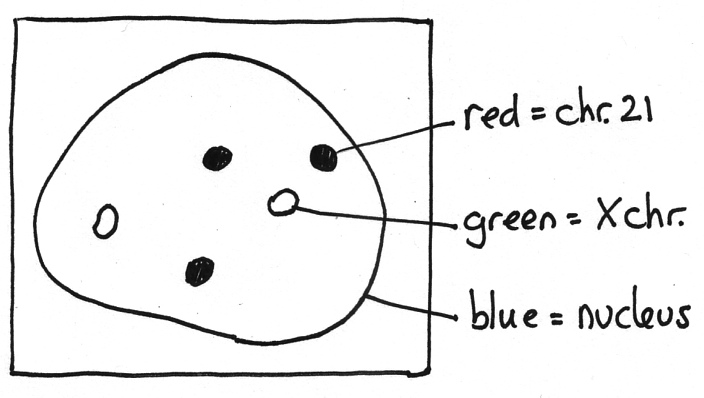 red = chr. 21
green = X chr.
blue = nucleus